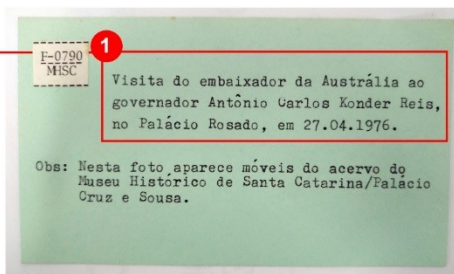 1
F-0790
MHSC
Visita do embaixador da Austrália ao
governador Antônio Carlos Konder Reis,
no Palácio Rosado, em 27.04.1976.
Obs: Nesta foto aparece móveis do acervo do
Museu Histórico de Santa Catarina/Palácio
Cruz e Sousa.